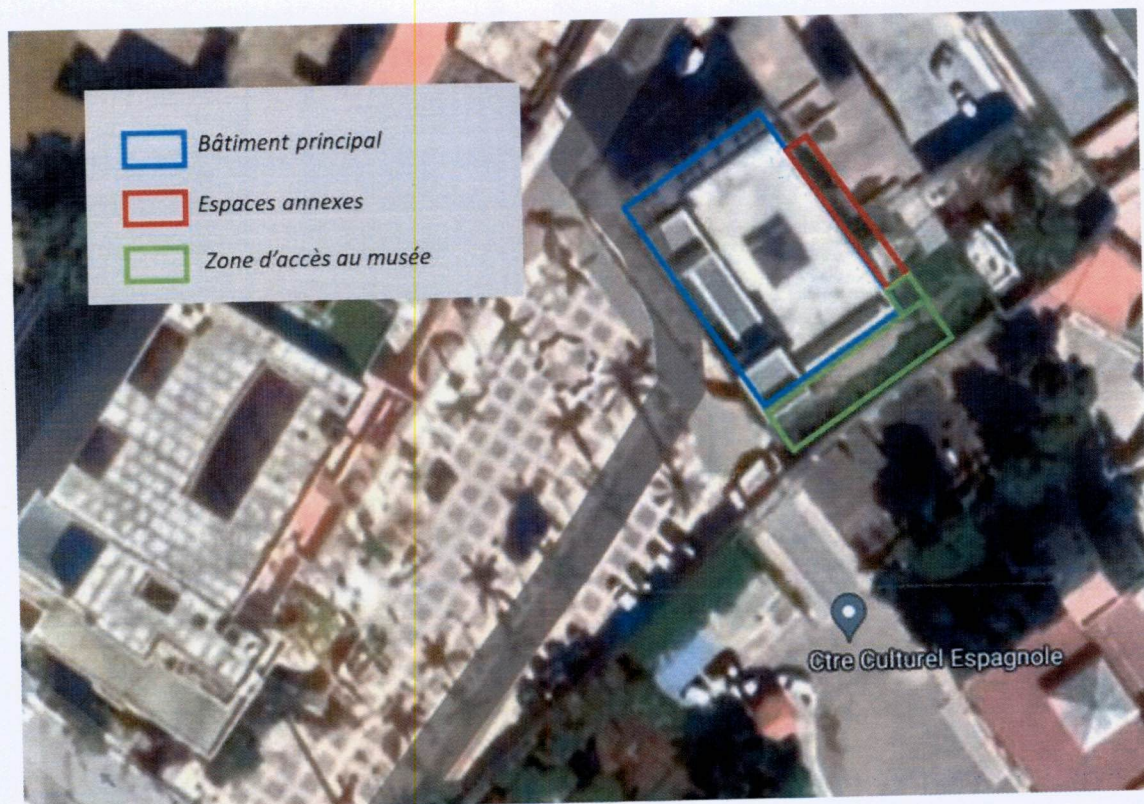 Bâtiment principal
Espaces annexes
Zone d'accès au musée
Ctre Culturel Espagnole